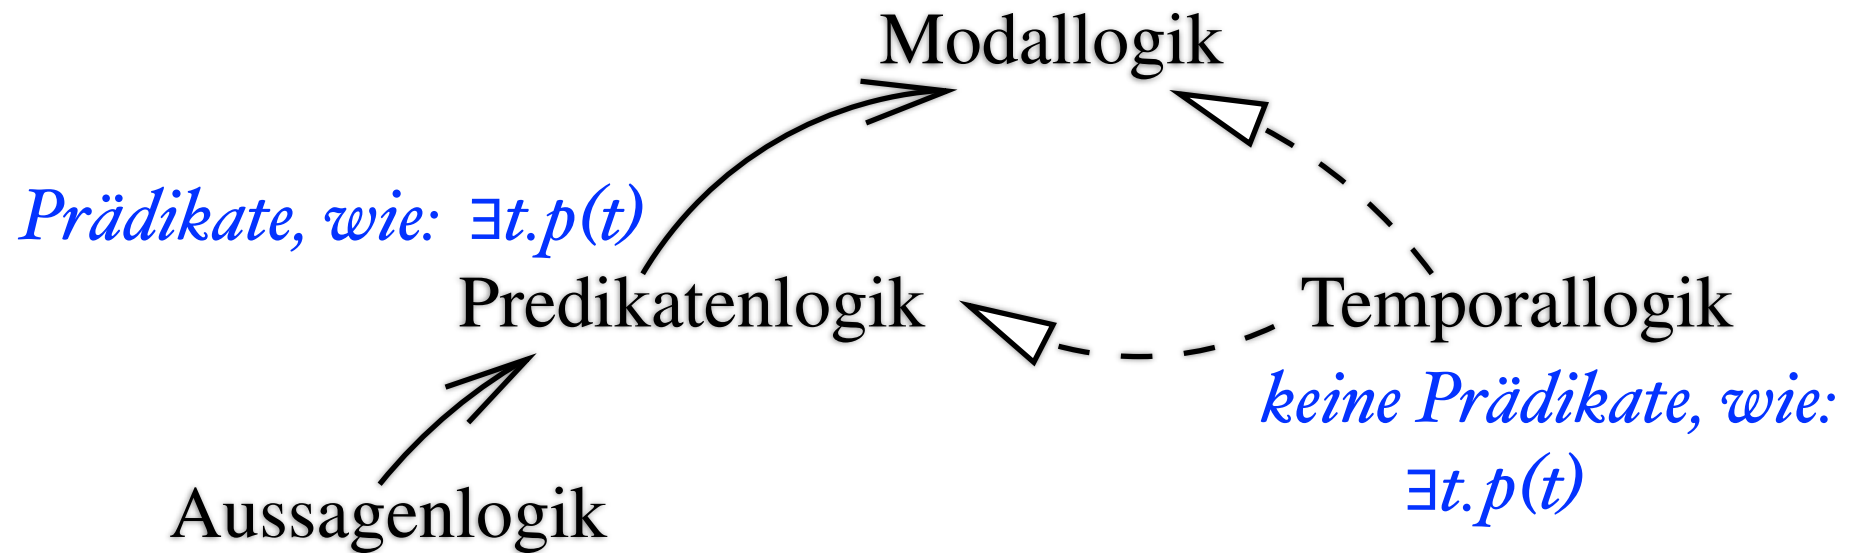 Modallogik
Prädikate, wie: ∃t.p(t)
Predikatenlogik
Temporallogik
keine Prädikate, wie:
∃t.p(t)
Aussagenlogik